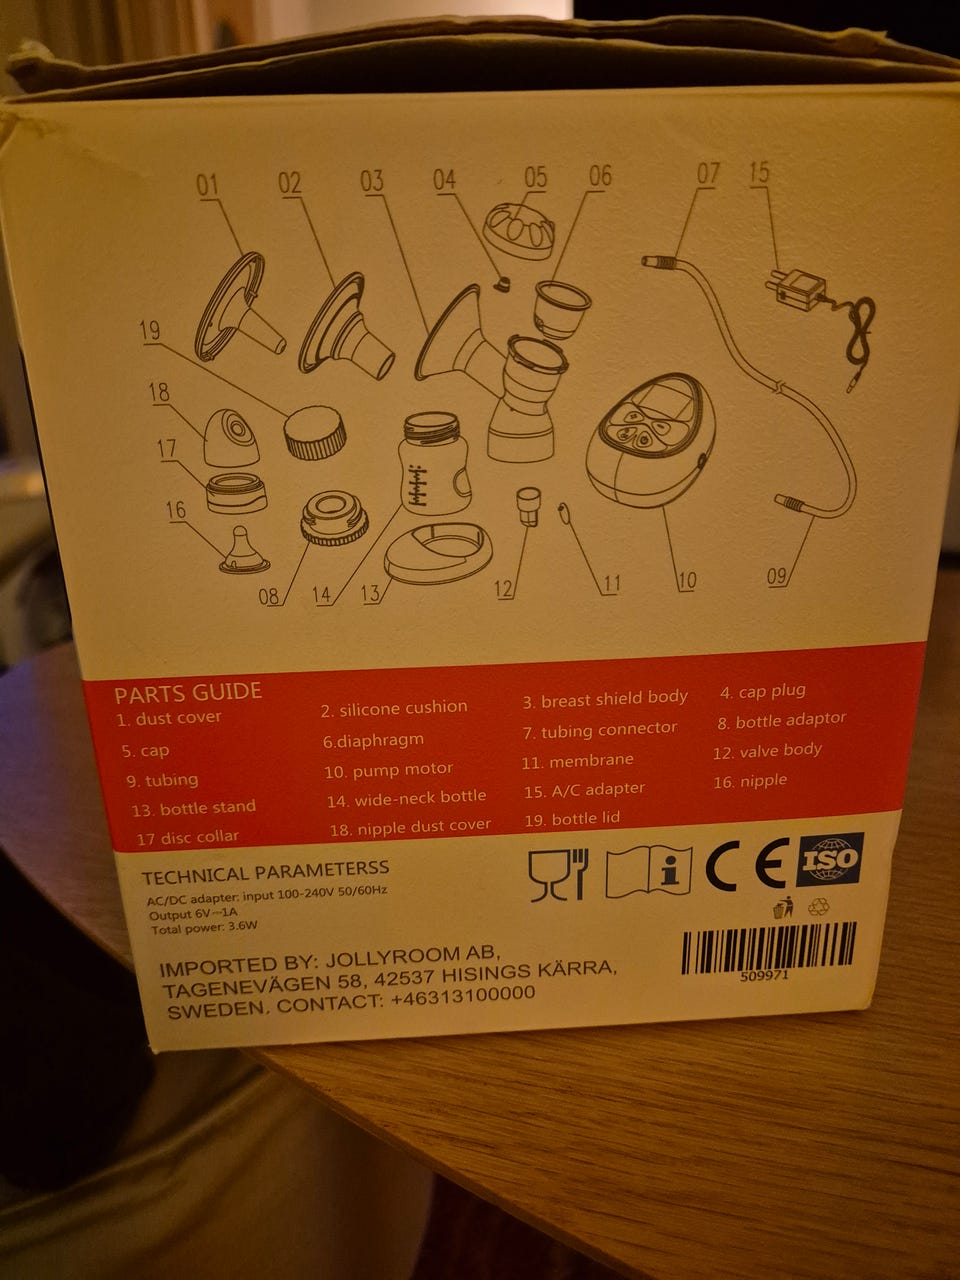 01 02 03 04 05 06 07 15
19
18
17
16
08 14 13 12 11 10 09
PARTS GUIDE
1. dust cover 2. silicone cushion 3. breast shield body 4. cap plug
5. cap 6.diaphragm 7. tubing connector 8. bottle adaptor
9. tubing 10. pump motor 11. membrane 12. valve body
13. bottle stand 14. wide-neck bottle 15. A/C adapter 16. nipple
17 disc collar 18. nipple dust cover 19. bottle lid
TECHNICAL PARAMETERSS
AC/DC adapter: input 100-240V 50/60Hz
Output 6V⎓1A
Total power: 3.6W
i CE ISO
IMPORTED BY: JOLLYROOM AB,
TAGENEVÄGEN 58, 42537 HISINGS KÄRRA,
SWEDEN. CONTACT: +46313100000
509971